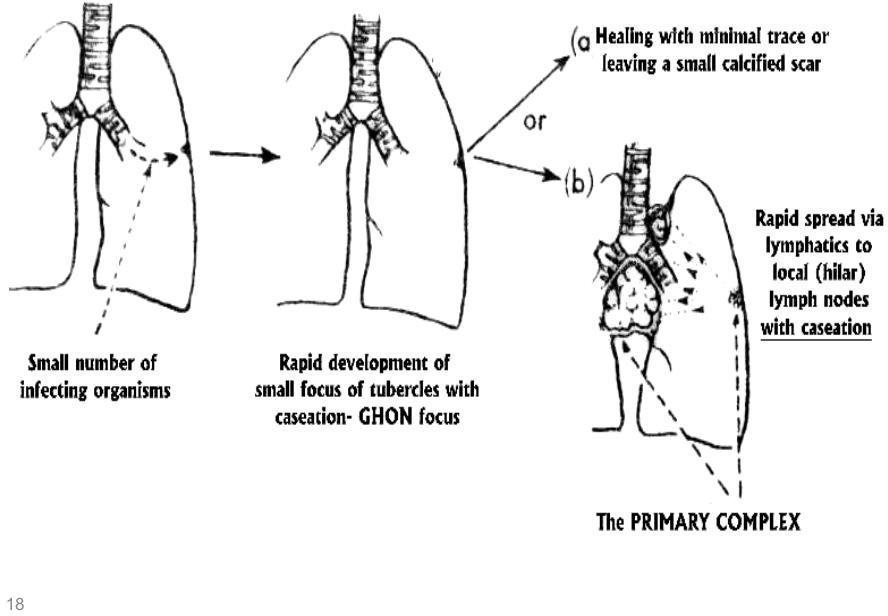 (a Healing with minimal trace or
leaving a small calcified scar
or
(b)
Rapid spread via
lymphatics to
local (hilar)
lymph nodes
with caseation
Small number of
infecting organisms
Rapid development of
small focus of tubercles with
caseation- GHON focus
The PRIMARY COMPLEX
18